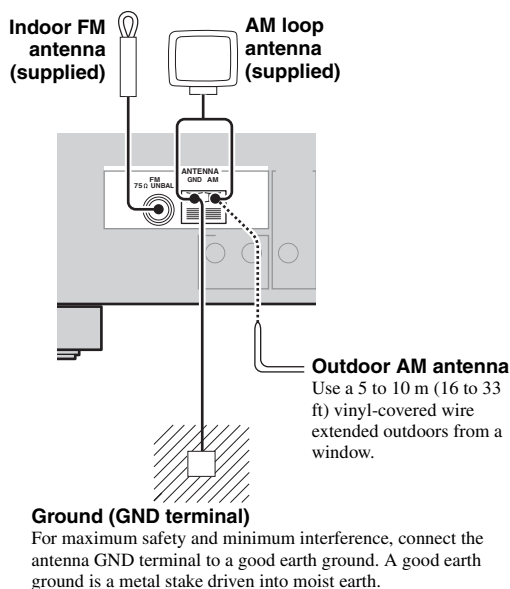 Indoor FM
antenna
(supplied)
AM loop
antenna
(supplied)
ANTENNA
FM
75Ω UNBAL
GND AM
Outdoor AM antenna
Use a 5 to 10 m (16 to 33
ft) vinyl-covered wire
extended outdoors from a
window.
Ground (GND terminal)
For maximum safety and minimum interference, connect the
antenna GND terminal to a good earth ground. A good earth
ground is a metal stake driven into moist earth.